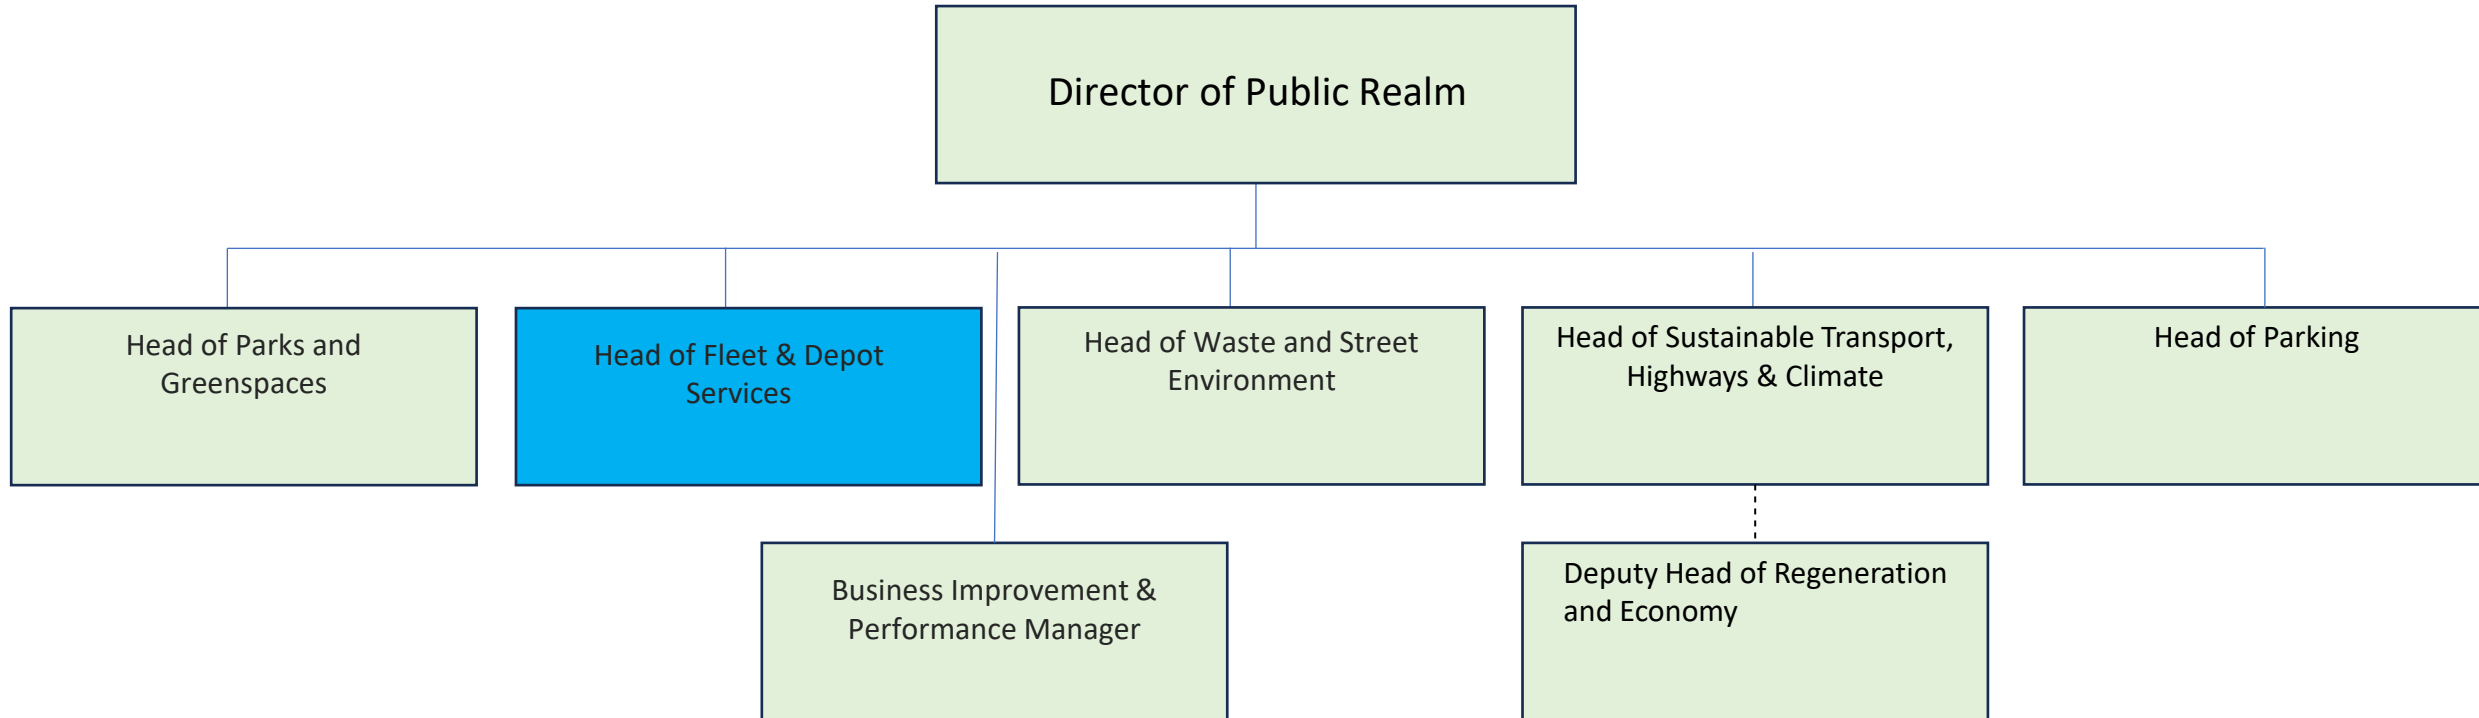 Director of Public Realm
Head of Parks and
Greenspaces
Head of Fleet & Depot
Services
Head of Waste and Street
Environment
Head of Sustainable Transport,
Highways & Climate
Head of Parking
Business Improvement &
Performance Manager
Deputy Head of Regeneration
and Economy